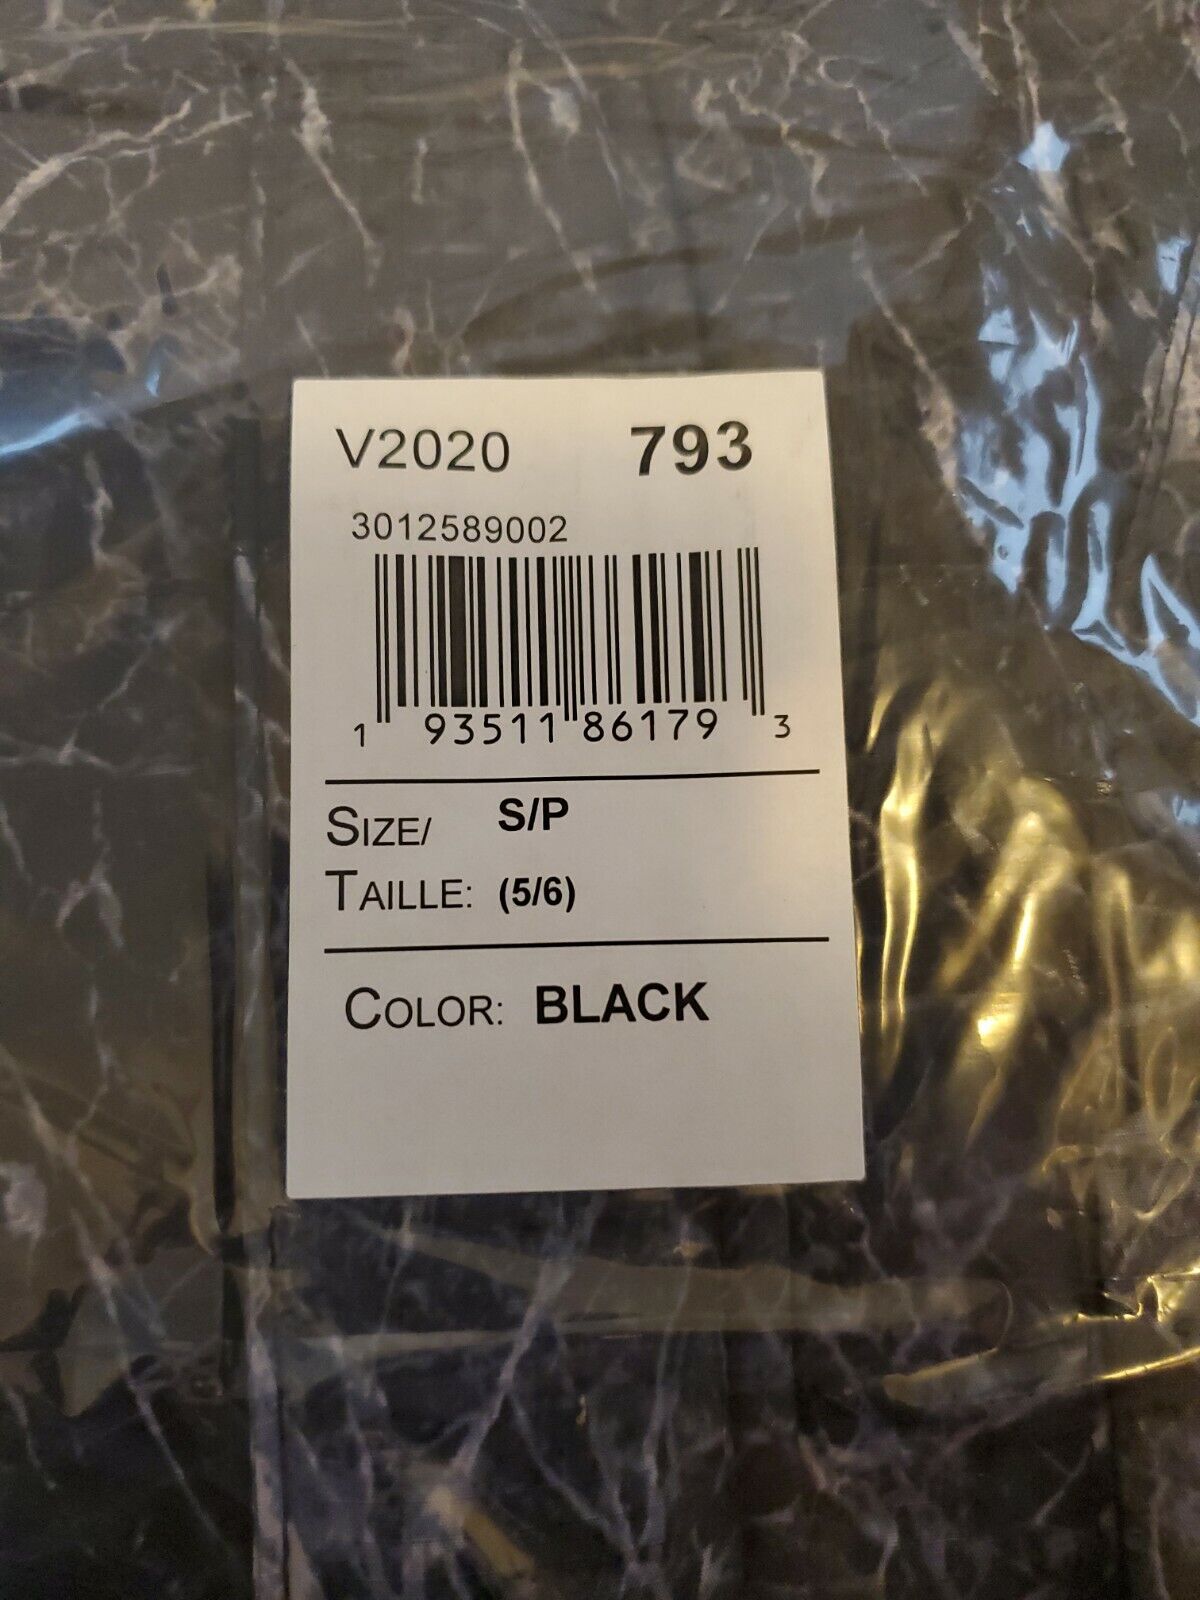 V2020 793
3012589002
1 93511 86179 3
SIZE/ S/P
TAILLE: (5/6)
COLOR: BLACK